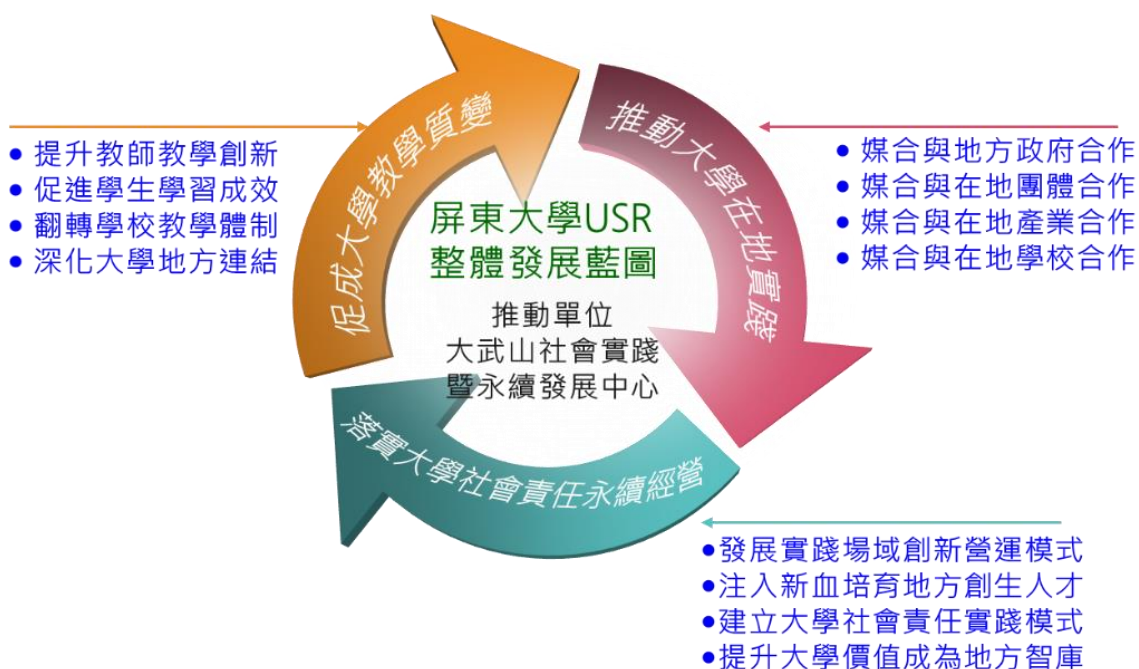 促成大學教學質變
推動大學在地實踐
• 提升教師教學創新
• 促進學生學習成效
• 翻轉學校教學體制
• 深化大學地方連結
• 媒合與地方政府合作
• 媒合與在地團體合作
• 媒合與在地產業合作
• 媒合與在地學校合作
屏東大學USR
整體發展藍圖
推動單位
大武山社會實踐
暨永續發展中心
落實大學社會責任永續經營
•發展實踐場域創新營運模式
•注入新血培育地方創生人才
•建立大學社會責任實踐模式
•提升大學價值成為地方智庫